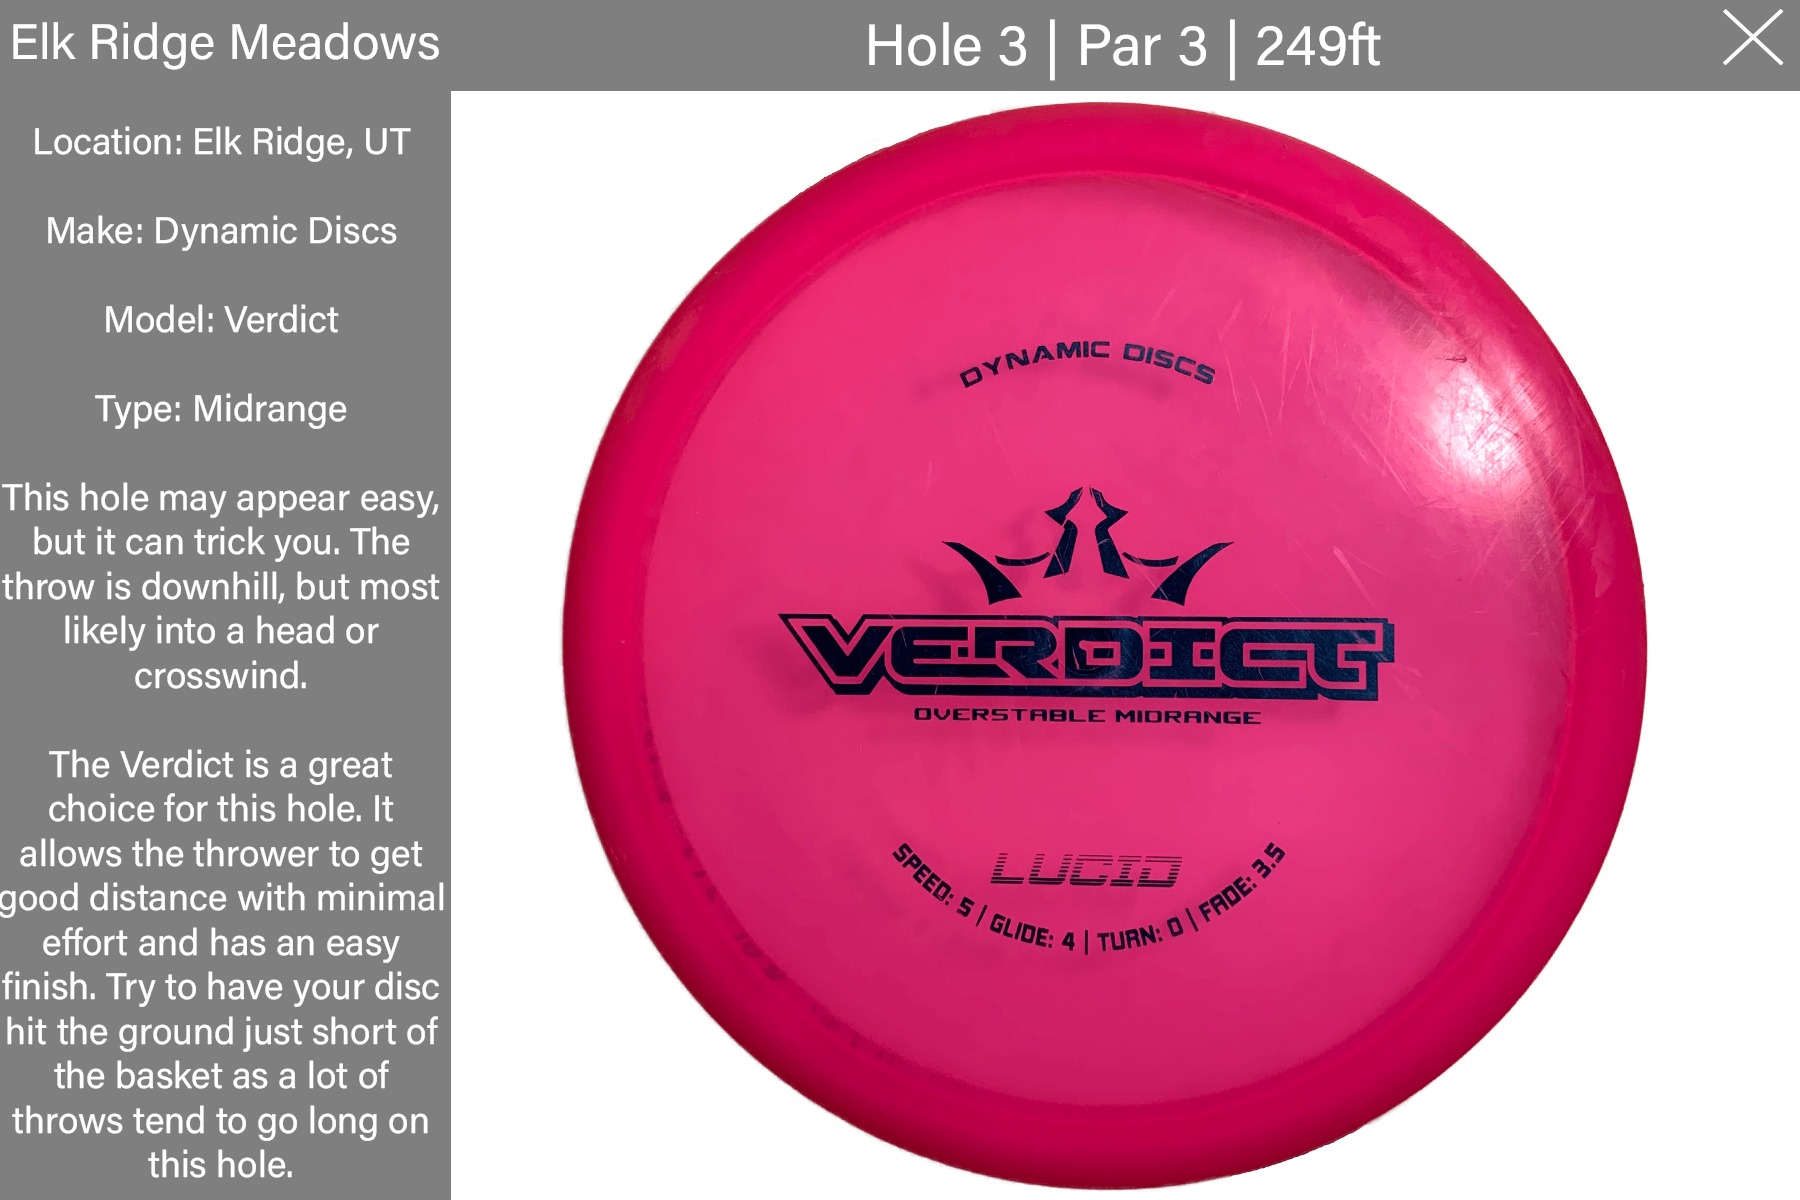 Elk Ridge Meadows
Hole 3 | Par 3 | 249ft
Location: Elk Ridge, UT
Make: Dynamic Discs
Model: Verdict
Type: Midrange
This hole may appear easy,
but it can trick you. The
throw is downhill, but most
likely into a head or
crosswind.
The Verdict is a great
choice for this hole. It
allows the thrower to get
good distance with minimal
effort and has an easy
finish. Try to have your disc
hit the ground just short of
the basket as a lot of
throws tend to go long on
this hole.
DYNAMIC DISCS
VERDICT
OVERSTABLE MIDRANGE
LUCID
SPEED: 5 | GLIDE: 4 | TURN: 0 | FADE: 3.5